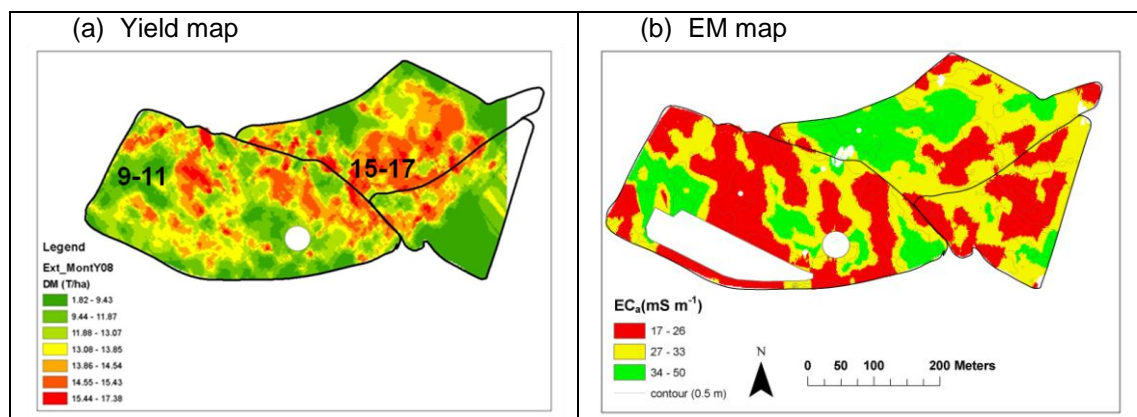 (a) Yield map
9-11
15-17
Legend
Ext_MontY08
DM (T/ha)
1.82 - 9.43
9.44 - 11.87
11.88 - 13.07
13.08 - 13.85
13.86 - 14.54
14.55 - 15.43
15.44 - 17.38
(b) EM map
ECa(mS m-1)
17 - 26
27 - 33
34 - 50
contour (0.5 m)
N
0 50 100 200 Meters